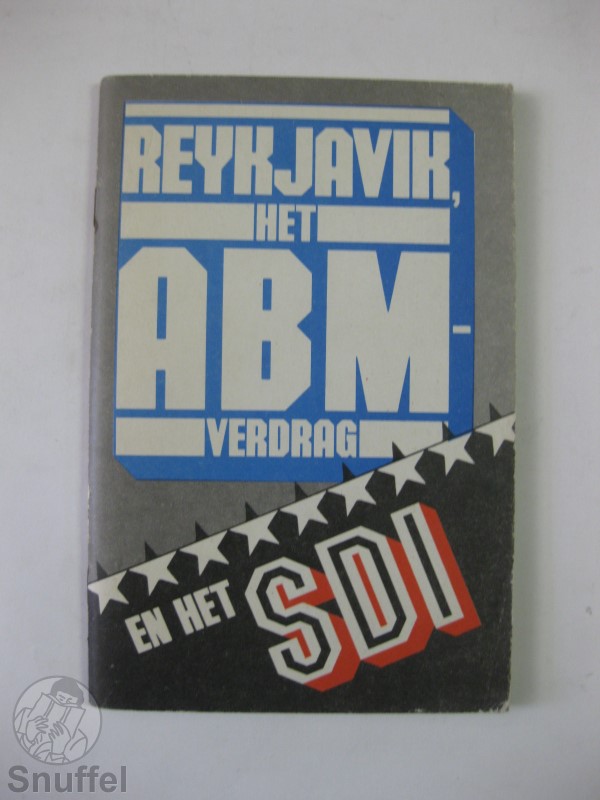 REYKJAVIK,
HET
ABM-
VERDRAG
EN HET SDI
Snuffel